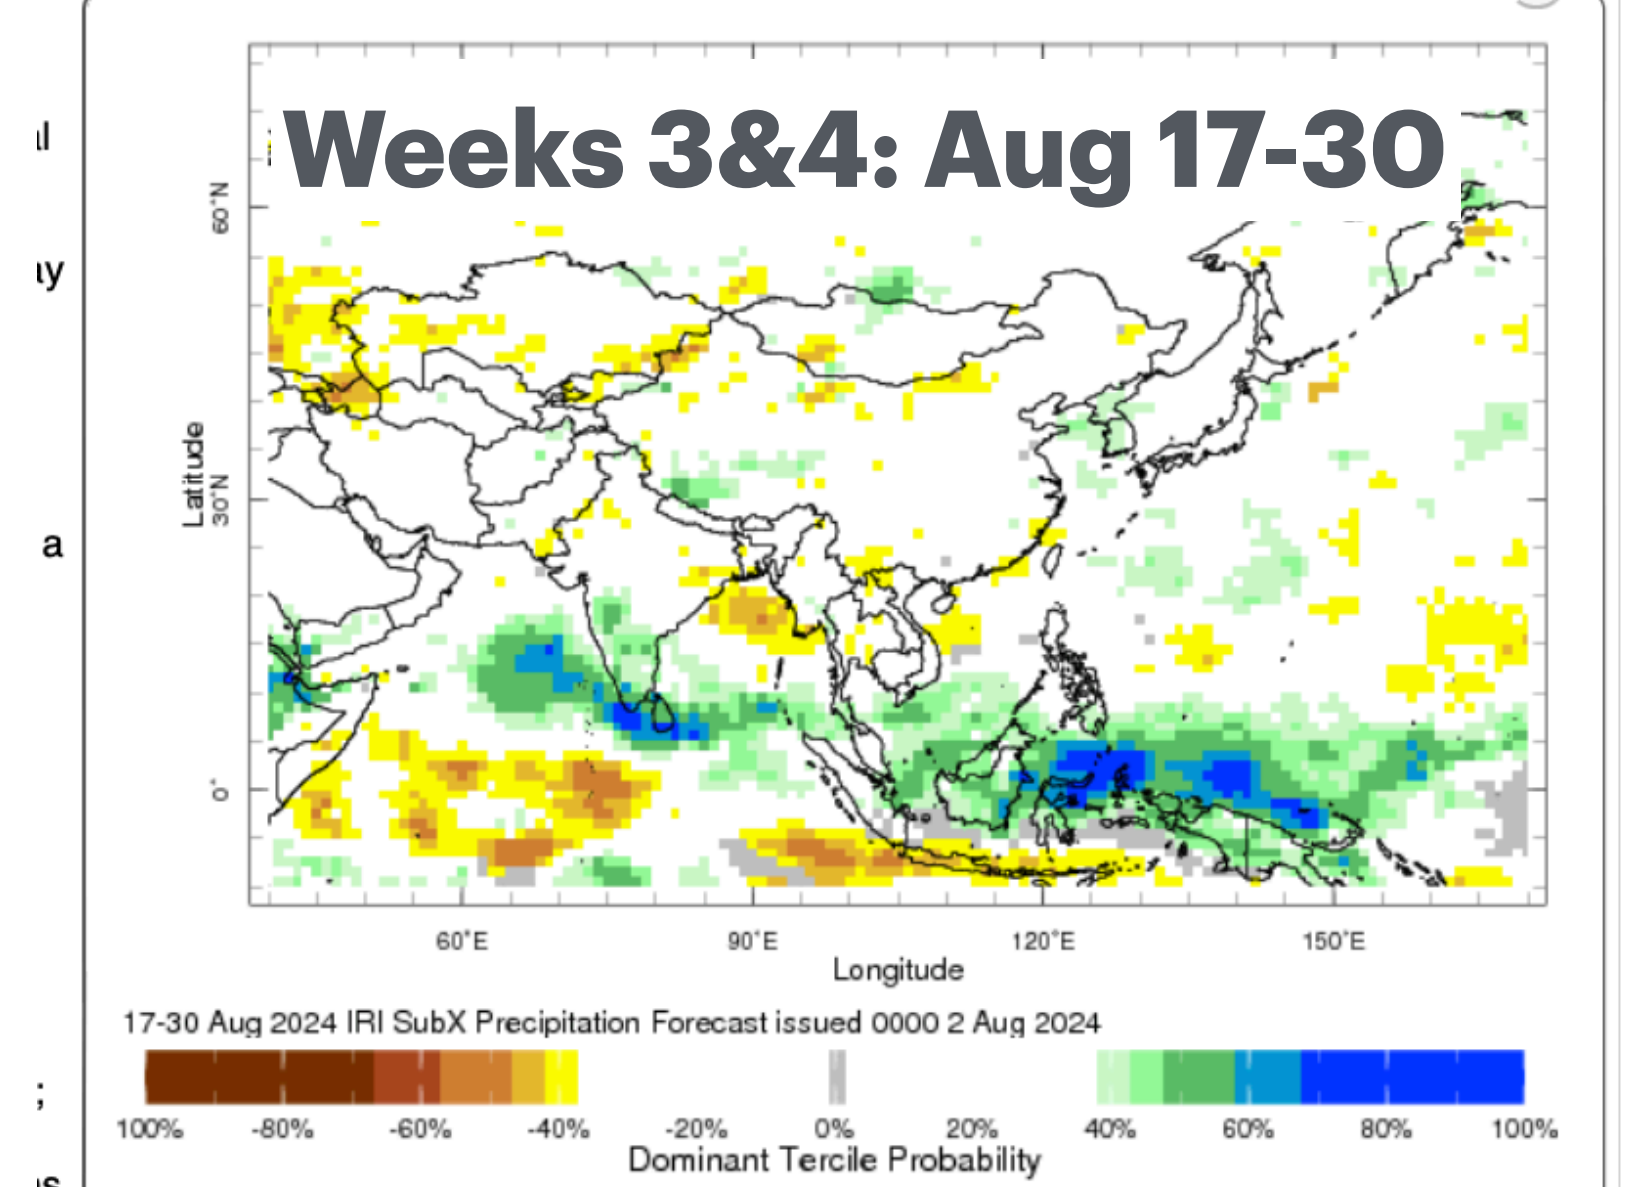 al
ay
a
;
Weeks 3&4: Aug 17-30
60°N
30°N
0°
Latitude
60°E 90°E 120°E 150°E
Longitude
17-30 Aug 2024 IRI SubX Precipitation Forecast issued 0000 2 Aug 2024
100% -80% -60% -40% -20% 0% 20% 40% 60% 80% 100%
Dominant Tercile Probability